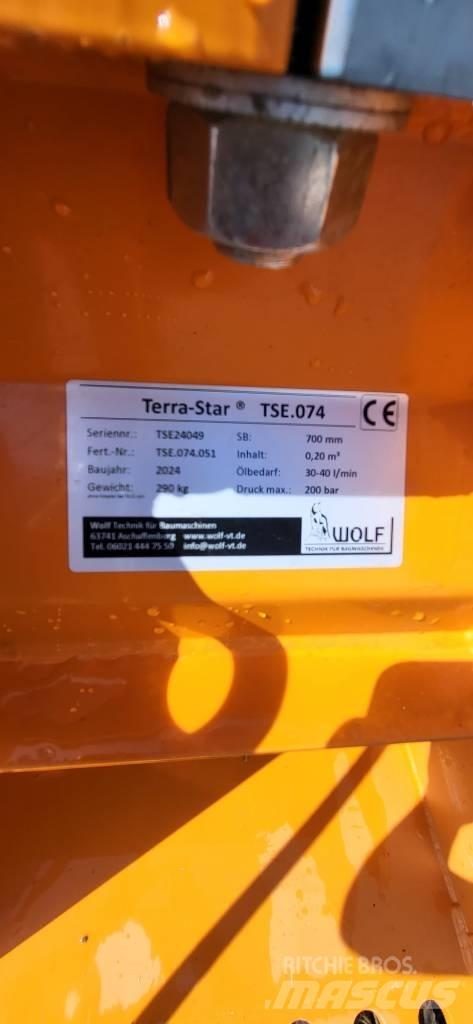 Terra-Star ® TSE.074 CE
Seriennr.: TSE24049 SB: 700 mm
Fert.-Nr.: TSE.074.051 Inhalt: 0,20 m³
Baujahr: 2024 Ölbedarf: 30-40 l/min
Gewicht: 290 kg Druck max.: 200 bar
Wolf Technik für Baumaschinen
63741 Aschaffenburg www.wolf-vt.de
Tel. 06021 444 75 50 info@wolf-vt.de
WOLF
TECHNIK FÜR BAUMASCHINEN
RITCHIE BROS.
MASCUS